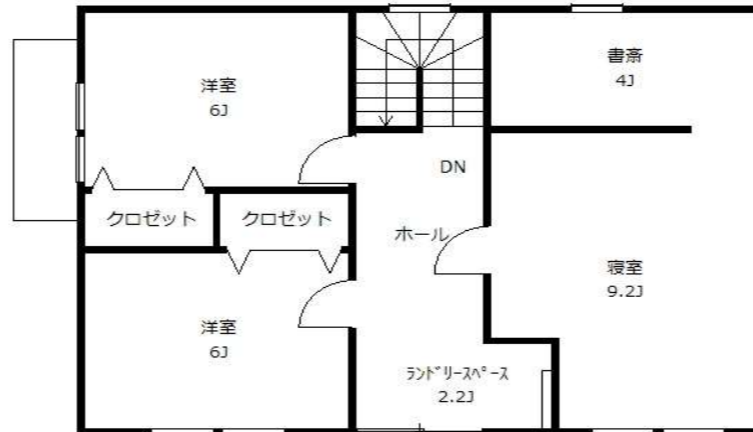 洋室
6J
書斎
4J
DN
クロゼット
クロゼット
ホール
寝室
9.2J
洋室
6J
ﾗﾝﾄﾞﾘｰｽﾍﾟｰｽ
2.2J